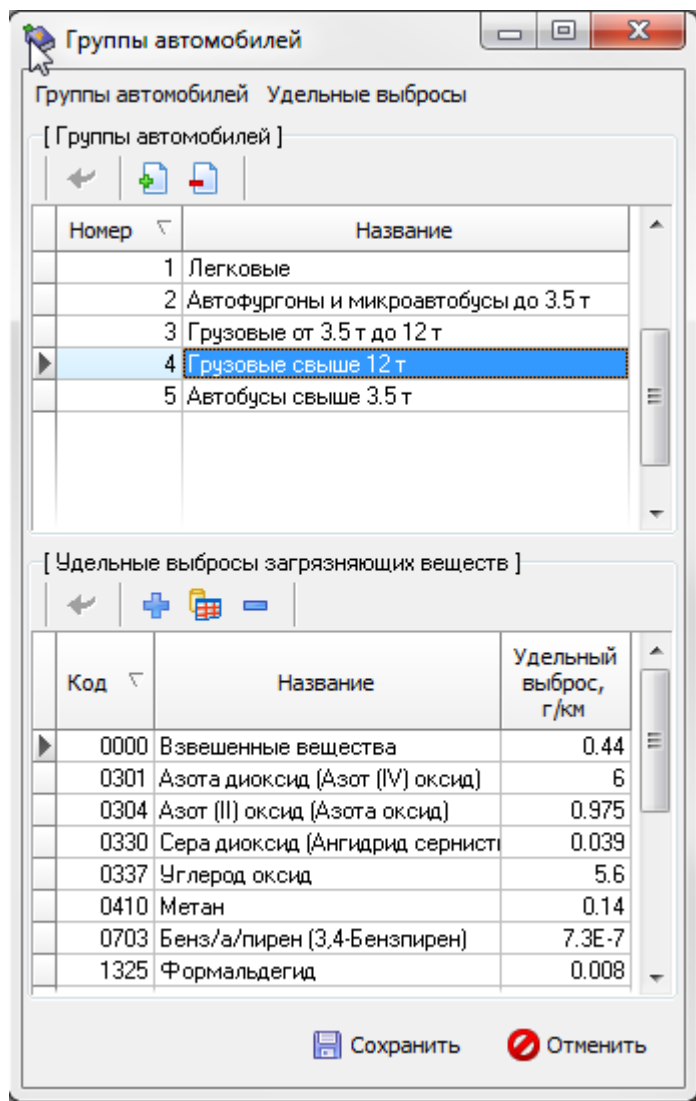 Группы автомобилей
Группы автомобилей Удельные выбросы
[ Группы автомобилей ]
Номер Название
1 Легковые
2 Автофургоны и микроавтобусы до 3.5 т
3 Грузовые от 3.5 т до 12 т
4 Грузовые свыше 12 т
5 Автобусы свыше 3.5 т
[ Удельные выбросы загрязняющих веществ ]
Код Название Удельный выброс, г/км
0000 Взвешенные вещества 0.44
0301 Азота диоксид (Азот (IV) оксид) 6
0304 Азот (II) оксид (Азота оксид) 0.975
0330 Сера диоксид (Ангидрид сернисты 0.039
0337 Углерод оксид 5.6
0410 Метан 0.14
0703 Бенз/а/пирен (3,4-Бензпирен) 7.3E-7
1325 Формальдегид 0.008
Сохранить Отменить